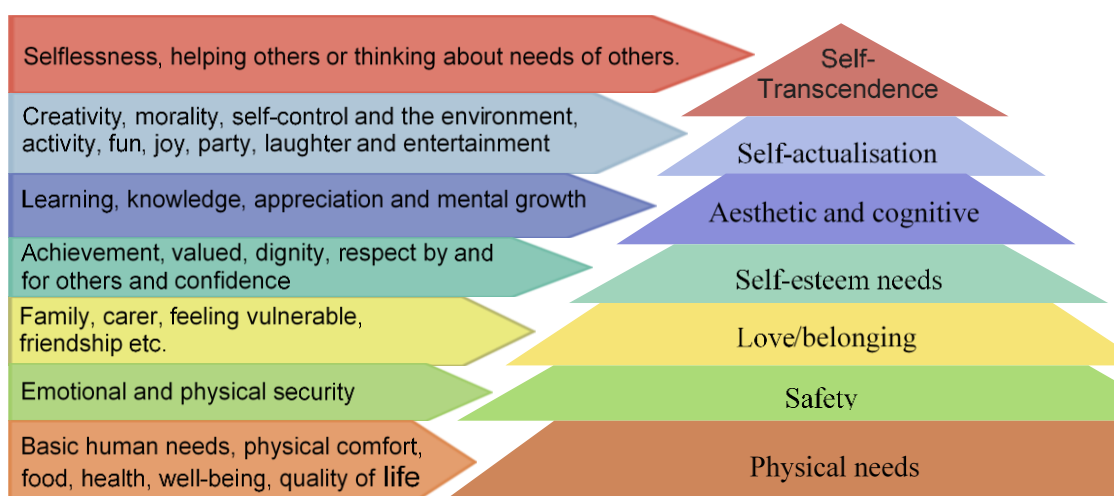 Selflessness, helping others or thinking about needs of others.
Self-
Transcendence
Creativity, morality, self-control and the environment,
activity, fun, joy, party, laughter and entertainment
Self-actualisation
Learning, knowledge, appreciation and mental growth
Aesthetic and cognitive
Achievement, valued, dignity, respect by and
for others and confidence
Self-esteem needs
Family, carer, feeling vulnerable,
friendship etc.
Love/belonging
Emotional and physical security
Safety
Basic human needs, physical comfort,
food, health, well-being, quality of life
Physical needs